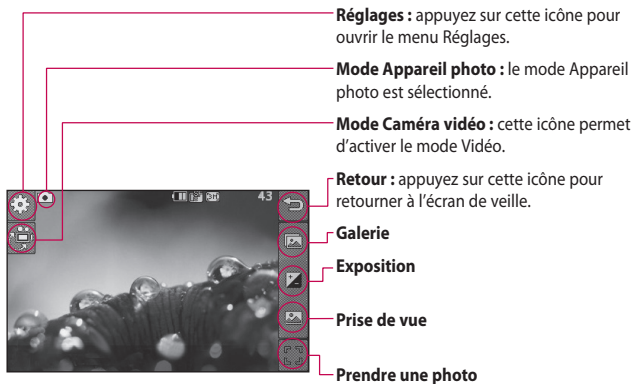 Réglages : appuyez sur cette icône pour
ouvrir le menu Réglages.
Mode Appareil photo : le mode Appareil
photo est sélectionné.
Mode Caméra vidéo : cette icône permet
d'activer le mode Vidéo.
Retour : appuyez sur cette icône pour
retourner à l'écran de veille.
43
Galerie
Exposition
Prise de vue
Prendre une photo